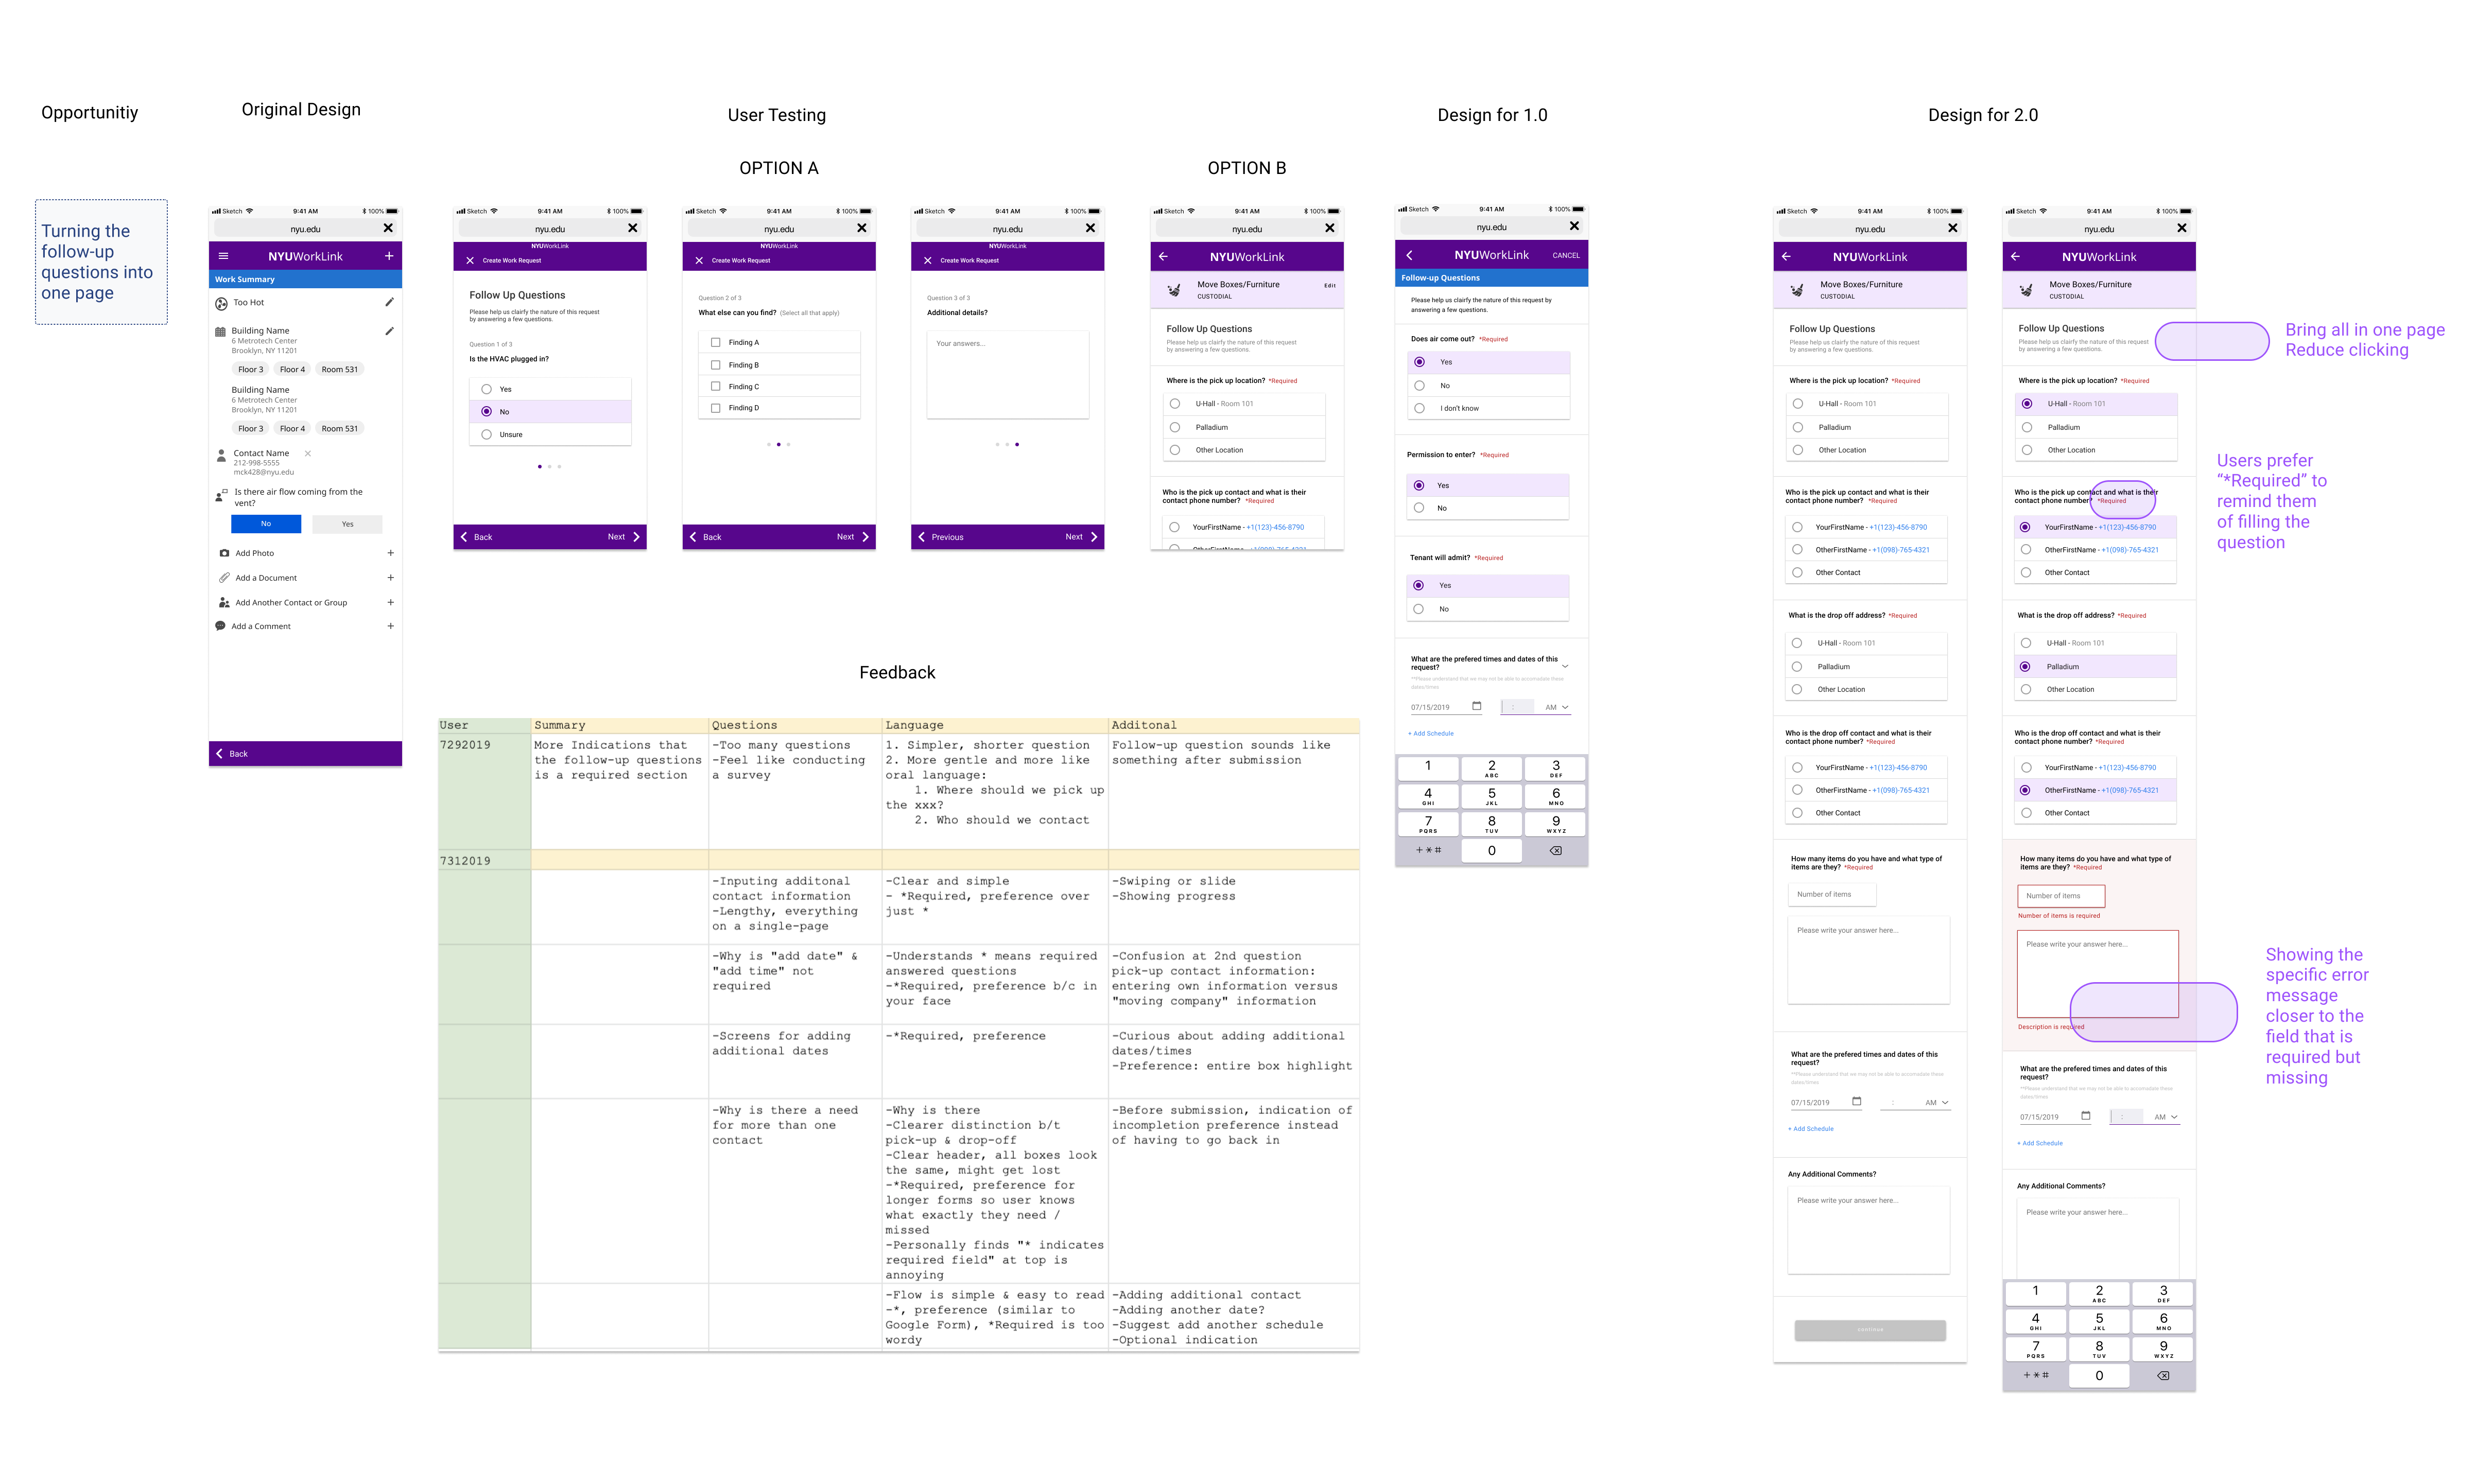 Opportunitiy
Original Design
User Testing
Design for 1.0
Design for 2.0
OPTION A
OPTION B
Turning the
follow-up
questions into
one page
Sketch 9:41 AM 100%
nyu.edu
NYUWorkLink
Work Summary
Too Hot
Building Name
6 Metrotech Center
Brooklyn, NY 11201
Floor 3 Floor 4 Room 531
Building Name
6 Metrotech Center
Brooklyn, NY 11201
Floor 3 Floor 4 Room 531
Contact Name
212-998-5555
mck428@nyu.edu
Is there air flow coming from the
vent?
No Yes
Add Photo
Add a Document
Add Another Contact or Group
Add a Comment
Back
Sketch 9:41 AM 100%
nyu.edu
NYUWorkLink
Create Work Request
Follow Up Questions
Please help us clairfy the nature of this request
by answering a few questions.
Question 1 of 3
Is the HVAC plugged in?
Yes
No
Unsure
Back Next
Sketch 9:41 AM 100%
nyu.edu
NYUWorkLink
Create Work Request
Question 2 of 3
What else can you find? (Select all that apply)
Finding A
Finding B
Finding C
Finding D
Back Next
Sketch 9:41 AM 100%
nyu.edu
NYUWorkLink
Create Work Request
Question 3 of 3
Additional details?
Your answers...
Previous Next
Sketch 9:41 AM 100%
nyu.edu
NYUWorkLink
Move Boxes/Furniture Edit
CUSTODIAL
Follow Up Questions
Please help us clairfy the nature of this request
by answering a few questions.
Where is the pick up location? *Required
U-Hall - Room 101
Palladium
Other Location
Who is the pick up contact and what is their
contact phone number? *Required
YourFirstName - +1(123)-456-8790
OtherFirstName - +1(098)-765-4321
Sketch 9:41 AM 100%
nyu.edu
NYUWorkLink CANCEL
Follow-up Questions
Please help us clairfy the nature of this request by
answering a few questions.
Does air come out? *Required
Yes
No
I don't know
Permission to enter? *Required
Yes
No
Tenant will admit? *Required
Yes
No
What are the prefered times and dates of this
request?
**Please understand that we may not be able to accomadate these
dates/times
07/15/2019 : AM
+ Add Schedule
1 2 ABC 3 DEF
4 GHI 5 JKL 6 MNO
7 PQRS 8 TUV 9 WXYZ
+ * # 0
Feedback
User Summary Questions Language Additonal
7292019
More Indications that
the follow-up questions
is a required section
-Too many questions
-Feel like conducting
a survey
1. Simpler, shorter question
2. More gentle and more like
oral language:
1. Where should we pick up
the xxx?
2. Who should we contact
Follow-up question sounds like
something after submission
7312019
-Inputing additonal
contact information
-Lengthy, everything
on a single-page
-Clear and simple
- *Required, preference over
just *
-Swiping or slide
-Showing progress
-Why is "add date" &
"add time" not
required
-Understands * means required
answered questions
-*Required, preference b/c in
your face
-Confusion at 2nd question
pick-up contact information:
entering own information versus
"moving company" information
-Screens for adding
additional dates
-*Required, preference
-Curious about adding additional
dates/times
-Preference: entire box highlight
-Why is there a need
for more than one
contact
-Why is there
-Clearer distinction b/t
pick-up & drop-off
-Clear header, all boxes look
the same, might get lost
-*Required, preference for
longer forms so user knows
what exactly they need /
missed
-Personally finds "* indicates
required field" at top is
annoying
-Before submission, indication of
incompletion preference instead
of having to go back in
-Flow is simple & easy to read
-*, preference (similar to
Google Form), *Required is too
wordy
-Adding additional contact
-Adding another date?
-Suggest add another schedule
-Optional indication
Sketch 9:41 AM 100%
nyu.edu
NYUWorkLink
Move Boxes/Furniture
CUSTODIAL
Follow Up Questions
Please help us clairfy the nature of this request
by answering a few questions.
Where is the pick up location? *Required
U-Hall - Room 101
Palladium
Other Location
Who is the pick up contact and what is their
contact phone number? *Required
YourFirstName - +1(123)-456-8790
OtherFirstName - +1(098)-765-4321
Other Contact
What is the drop off address? *Required
U-Hall - Room 101
Palladium
Other Location
Who is the drop off contact and what is their
contact phone number? *Required
YourFirstName - +1(123)-456-8790
OtherFirstName - +1(098)-765-4321
Other Contact
How many items do you have and what type of
items are they? *Required
Number of items
Please write your answer here...
What are the prefered times and dates of this
request?
**Please understand that we may not be able to accomadate these
dates/times
07/15/2019 : AM
+ Add Schedule
Any Additional Comments?
Please write your answer here...
CONTINUE
Sketch 9:41 AM 100%
nyu.edu
NYUWorkLink
Move Boxes/Furniture
CUSTODIAL
Follow Up Questions
Please help us clairfy the nature of this request
by answering a few questions.
Where is the pick up location? *Required
U-Hall - Room 101
Palladium
Other Location
Who is the pick up contact and what is their
contact phone number? *Required
YourFirstName - +1(123)-456-8790
OtherFirstName - +1(098)-765-4321
Other Contact
What is the drop off address? *Required
U-Hall - Room 101
Palladium
Other Location
Who is the drop off contact and what is their
contact phone number? *Required
YourFirstName - +1(123)-456-8790
OtherFirstName - +1(098)-765-4321
Other Contact
How many items do you have and what type of
items are they? *Required
Number of items
Number of items is required
Please write your answer here...
Description is required
What are the prefered times and dates of this
request?
**Please understand that we may not be able to accomadate these
dates/times
07/15/2019 : AM
+ Add Schedule
Any Additional Comments?
Please write your answer here...
1 2 ABC 3 DEF
4 GHI 5 JKL 6 MNO
7 PQRS 8 TUV 9 WXYZ
+ * # 0
Bring all in one page
Reduce clicking
Users prefer
“*Required” to
remind them
of filling the
question
Showing the
specific error
message
closer to the
field that is
required but
missing